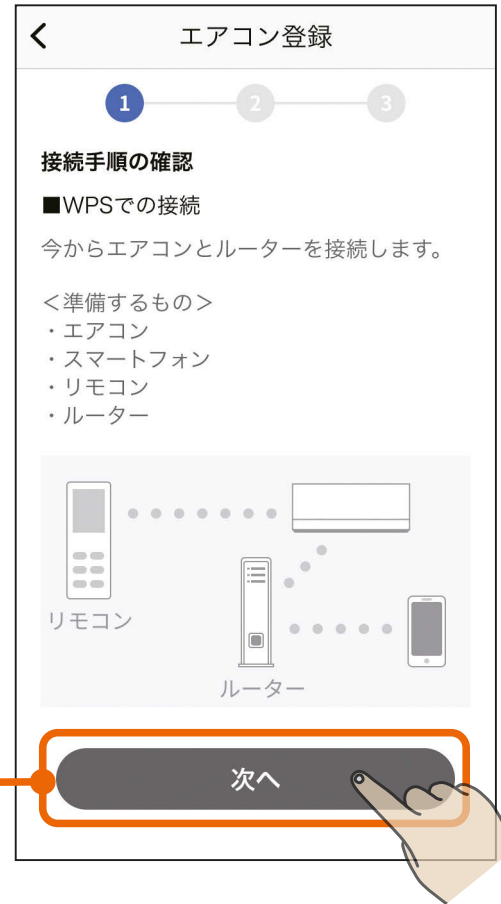 エアコン登録
1 2 3
接続手順の確認
■WPSでの接続
今からエアコンとルーターを接続します。
＜準備するもの＞
・エアコン
・スマートフォン
・リモコン
・ルーター
リモコン
ルーター
次へ